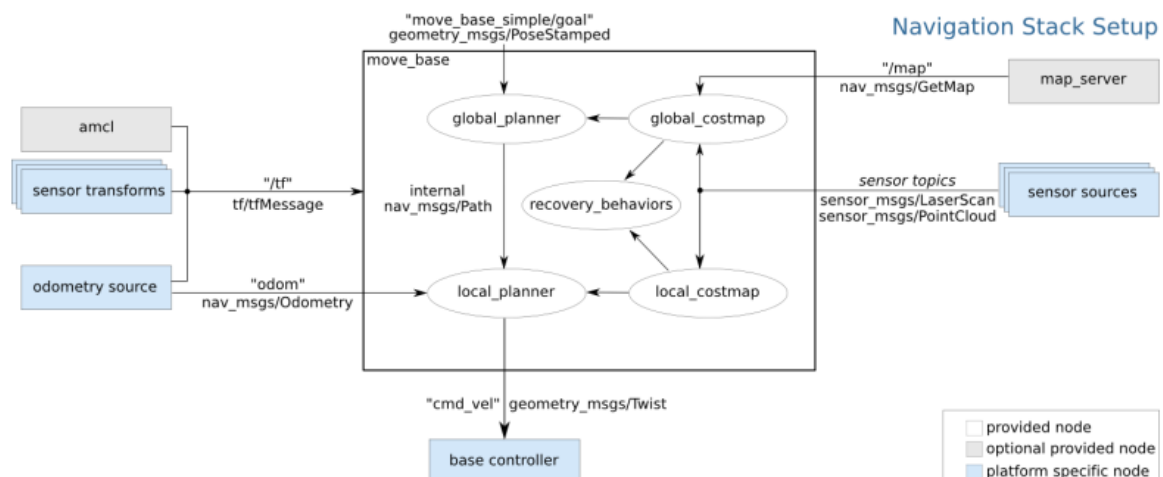 "move_base_simple/goal"
geometry_msgs/PoseStamped
Navigation Stack Setup
move_base
"/map"
nav_msgs/GetMap
map_server
amcl
global_planner
global_costmap
sensor transforms
"/tf"
tf/tfMessage
internal
nav_msgs/Path
recovery_behaviors
sensor topics
sensor_msgs/LaserScan
sensor_msgs/PointCloud
sensor sources
odometry source
"odom"
nav_msgs/Odometry
local_planner
local_costmap
"cmd_vel"
geometry_msgs/Twist
base controller
provided node
optional provided node
platform specific node